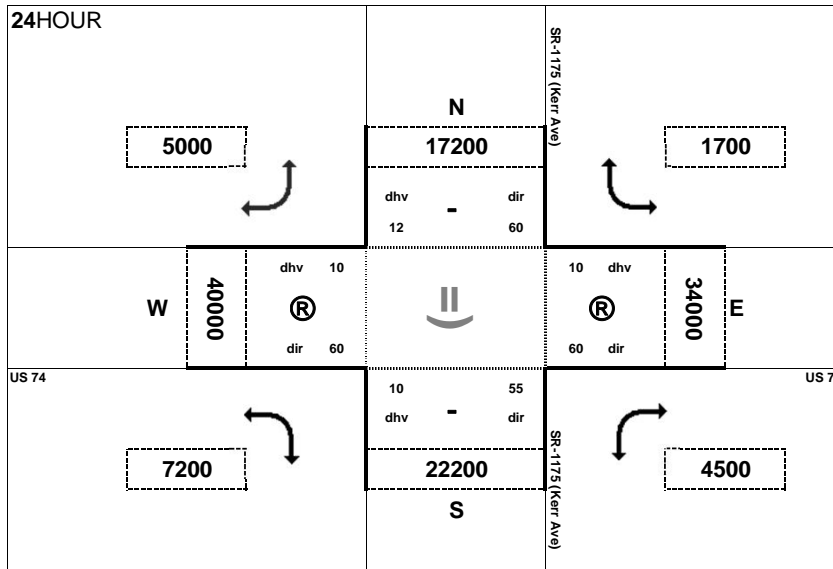 24HOUR
SR-1175 (Kerr Ave)
N
5000
17200
1700
dhv - dir
12 60
W
40000
dhv 10
®
dir 60
10 dhv
®
60 dir
34000
E
US 74
US 7
10 55
dhv - dir
7200
22200
4500
S
SR-1175 (Kerr Ave)